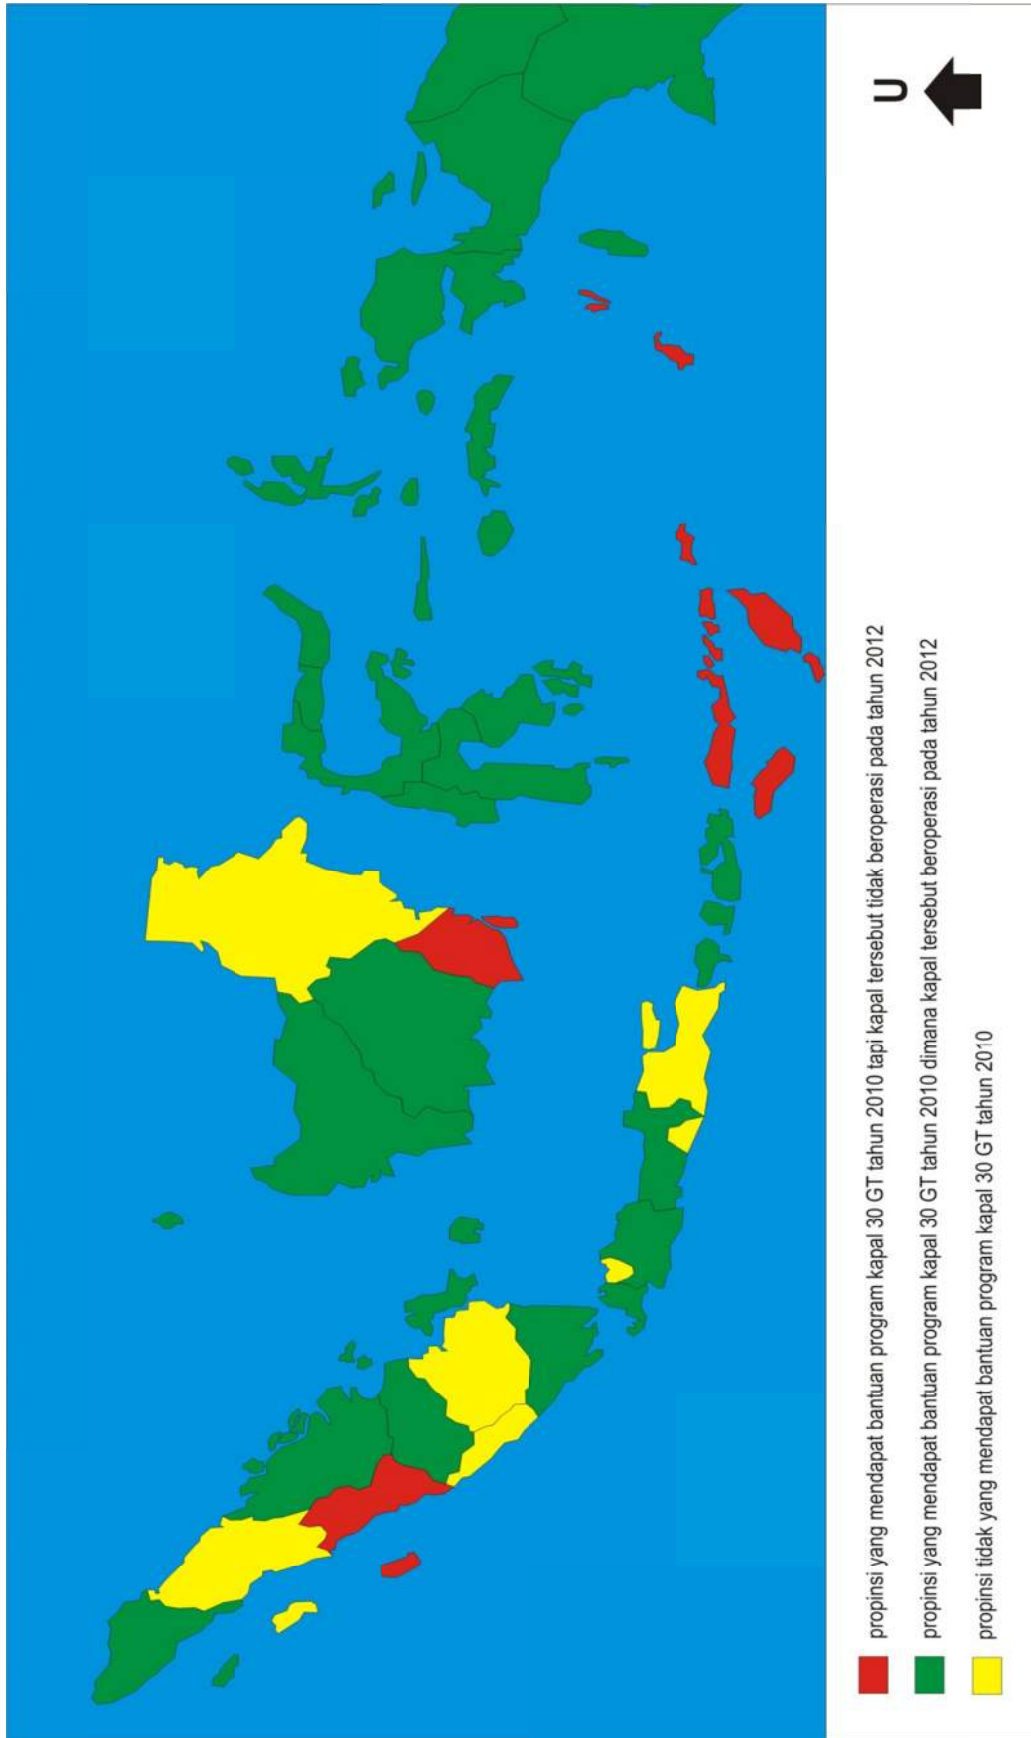 U
propinsi yang mendapat bantuan program kapal 30 GT tahun 2010 tapi kapal tersebut tidak beroperasi pada tahun 2012
propinsi yang mendapat bantuan program kapal 30 GT tahun 2010 dimana kapal tersebut beroperasi pada tahun 2012
propinsi tidak yang mendapat bantuan program kapal 30 GT tahun 2010